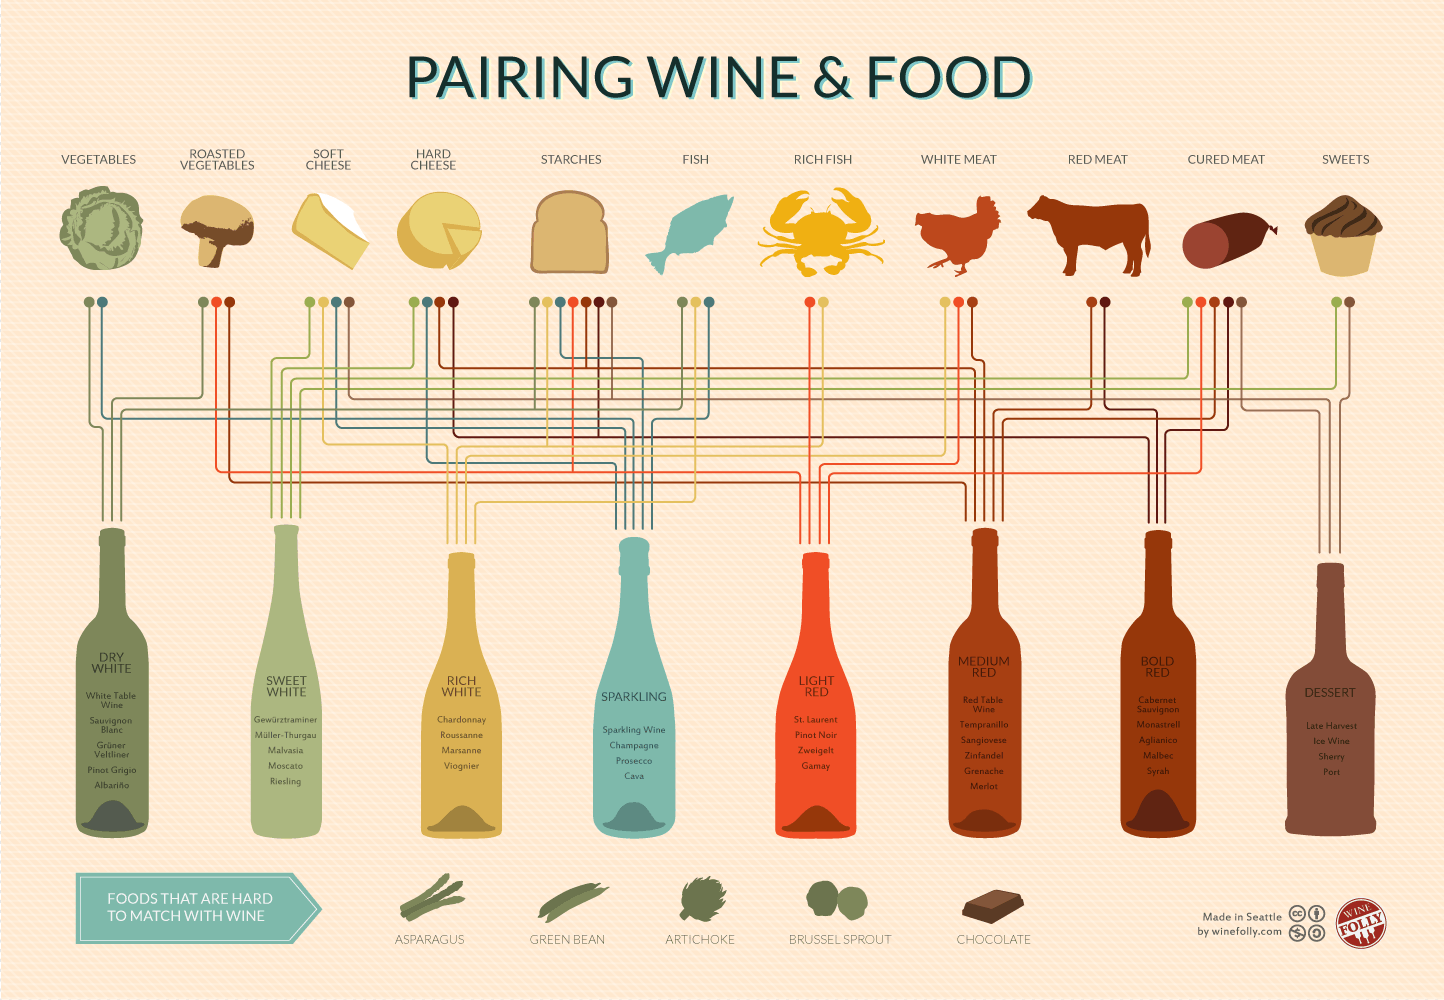 PAIRING WINE & FOOD
VEGETABLES
ROASTED
VEGETABLES
SOFT
CHEESE
HARD
CHEESE
STARCHES
FISH
RICH FISH
WHITE MEAT
RED MEAT
CURED MEAT
SWEETS
DRY
WHITE
White Table
Wine
Sauvignon
Blanc
Grüner
Veltliner
Pinot Grigio
Albariño
SWEET
WHITE
Gewürztraminer
Müller-Thurgau
Malvasia
Moscato
Riesling
RICH
WHITE
Chardonnay
Roussanne
Marsanne
Viognier
SPARKLING
Sparkling Wine
Champagne
Prosecco
Cava
LIGHT
RED
St. Laurent
Pinot Noir
Zweigelt
Gamay
MEDIUM
RED
Red Table
Wine
Tempranillo
Sangiovese
Zinfandel
Grenache
Merlot
BOLD
RED
Cabernet
Sauvignon
Monastrell
Aglianico
Malbec
Syrah
DESSERT
Late Harvest
Ice Wine
Sherry
Port
FOODS THAT ARE HARD
TO MATCH WITH WINE
ASPARAGUS
GREEN BEAN
ARTICHOKE
BRUSSEL SPROUT
CHOCOLATE
Made in Seattle
by winefolly.com
cc
WINE
FOLLY